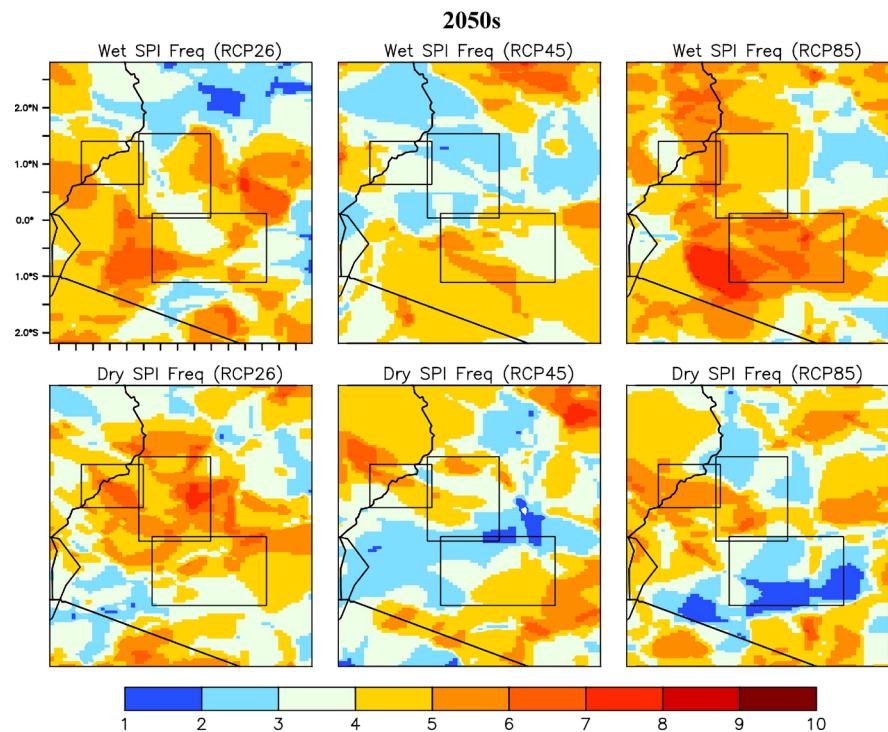 2050s
Wet SPI Freq (RCP26)
Wet SPI Freq (RCP45)
Wet SPI Freq (RCP85)
2.0°N
1.0°N
0.0°
1.0°S
2.0°S
Dry SPI Freq (RCP26)
Dry SPI Freq (RCP45)
Dry SPI Freq (RCP85)
1 2 3 4 5 6 7 8 9 10